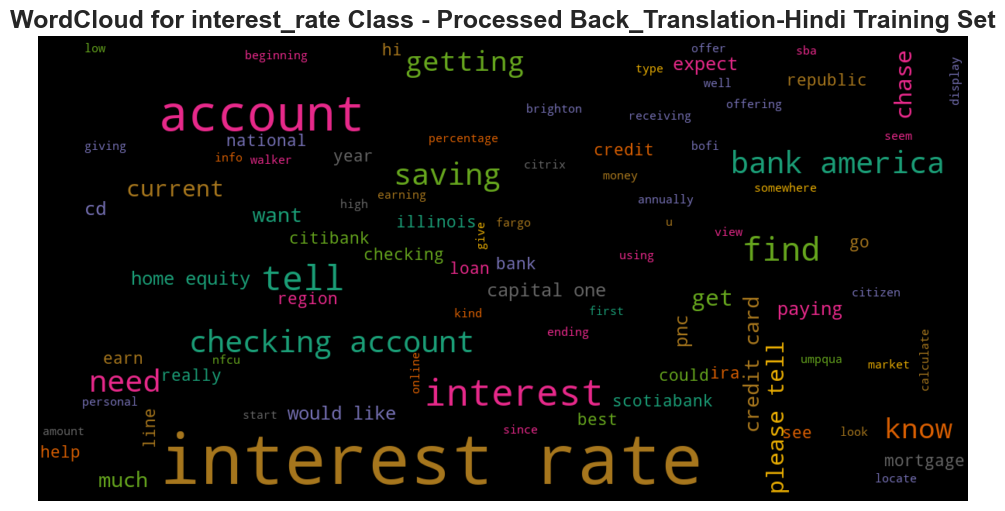 WordCloud for interest_rate Class - Processed Back_Translation-Hindi Training Set
low
beginning
hi
getting
offer
type
expect
sba
well
republic
chase
display
account
brighton
offering
receiving
giving
national
info
walker
year
percentage
citrix
credit
bofi
seem
bank america
current
saving
money
somewhere
cd
high
earning
annually
want
illinois
give
fargo
u
view
find
go
citibank
checking
using
home equity
tell
loan
bank
region
capital one
get
citizen
kind
first
paying
pnc
credit card
checking account
ending
earn
nfcu
online
umpqua
market
calculate
need
really
interest
could
ira
please tell
personal
line
start
would like
scotiabank
best
amount
since
see
look
know
help
interest rate
mortgage
much
locate